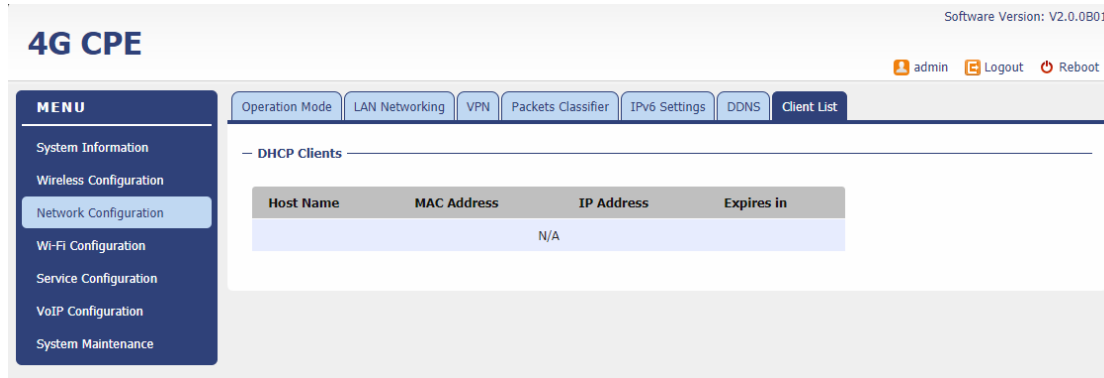 Software Version: V2.0.0B01
4G CPE
admin Logout Reboot
MENU
System Information
Wireless Configuration
Network Configuration
Wi-Fi Configuration
Service Configuration
VoIP Configuration
System Maintenance
Operation Mode LAN Networking VPN Packets Classifier IPv6 Settings DDNS Client List
DHCP Clients
Host Name MAC Address IP Address Expires in
N/A